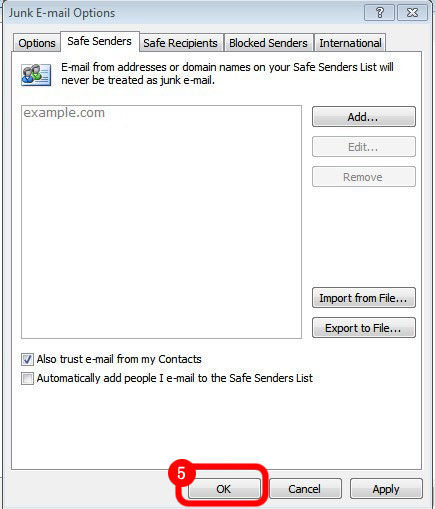 Junk E-mail Options
?
Options Safe Senders Safe Recipients Blocked Senders International
E-mail from addresses or domain names on your Safe Senders List will
never be treated as junk e-mail.
example.com
Add...
Edit...
Remove
Import from File...
Export to File...
Also trust e-mail from my Contacts
Automatically add people I e-mail to the Safe Senders List
5
OK Cancel Apply